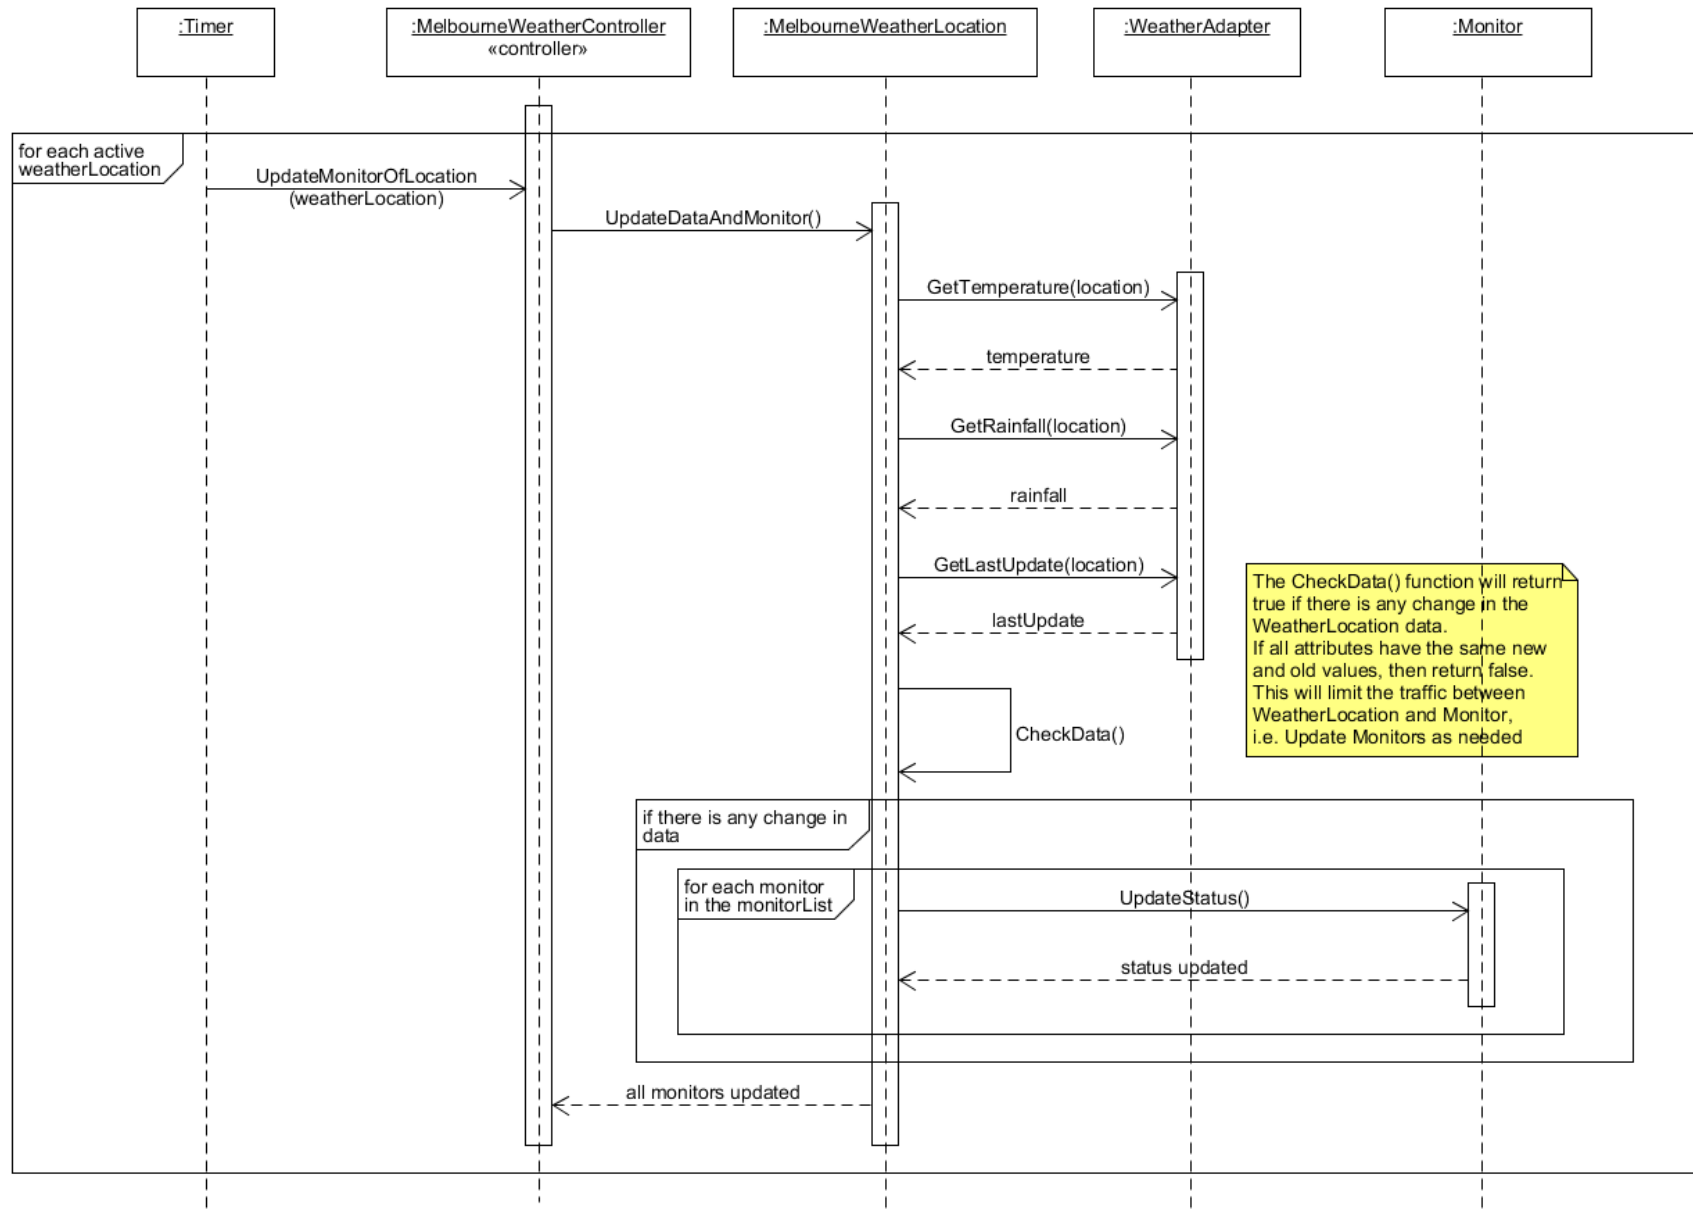 :Timer
:MelbourneWeatherController
«controller»
:MelbourneWeatherLocation
:WeatherAdapter
:Monitor
for each active
weatherLocation
UpdateMonitorOfLocation
(weatherLocation)
UpdateDataAndMonitor()
GetTemperature(location)
temperature
GetRainfall(location)
rainfall
GetLastUpdate(location)
lastUpdate
The CheckData() function will return
true if there is any change in the
WeatherLocation data.
If all attributes have the same new
and old values, then return false.
This will limit the traffic between
WeatherLocation and Monitor,
i.e. Update Monitors as needed
CheckData()
if there is any change in
data
for each monitor
in the monitorList
UpdateStatus()
status updated
all monitors updated